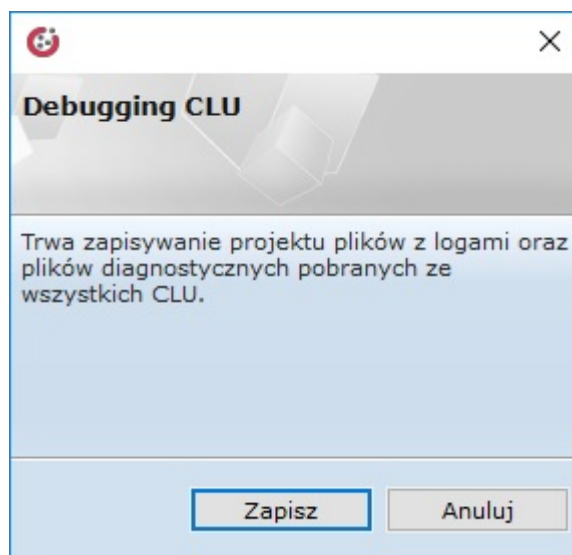 Debugging CLU
Trwa zapisywanie projektu plików z logami oraz
plików diagnostycznych pobranych ze
wszystkich CLU.
Zapisz
Anuluj